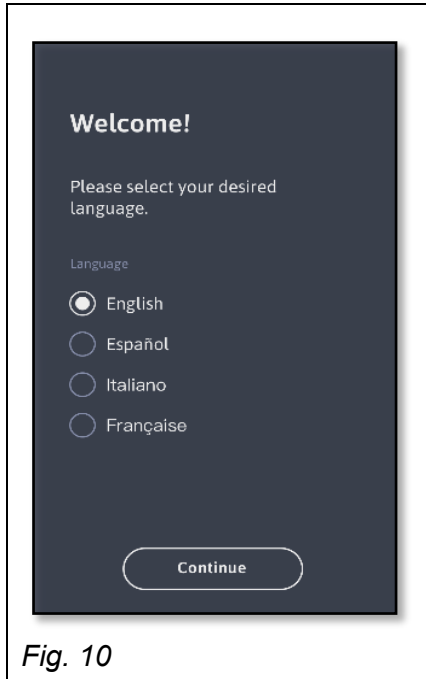 Welcome!
Please select your desired
language.
Language
English
Español
Italiano
Française
Continue
Fig. 10